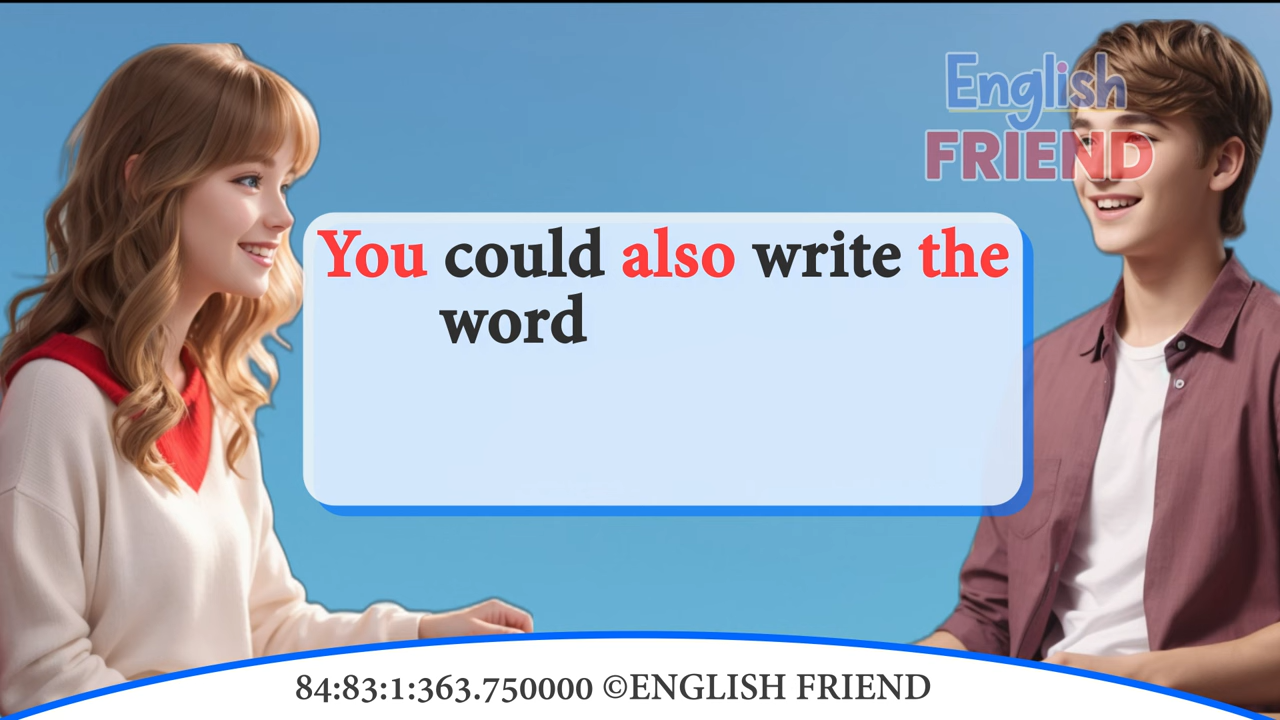 English
FRIEND
You could also write the
word
84:83:1:363.750000 ©ENGLISH FRIEND